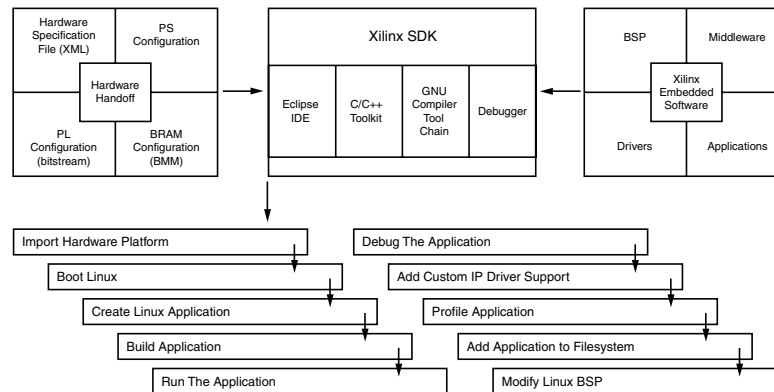 Hardware
Specification
File (XML)
PS
Configuration
Hardware
Handoff
PL
Configuration
(bitstream)
BRAM
Configuration
(BMM)
Xilinx SDK
Eclipse
IDE
C/C++
Toolkit
GNU
Compiler
Tool
Chain
Debugger
BSP
Middleware
Xilinx
Embedded
Software
Drivers
Applications
Import Hardware Platform
Boot Linux
Create Linux Application
Build Application
Run The Application
Debug The Application
Add Custom IP Driver Support
Profile Application
Add Application to Filesystem
Modify Linux BSP